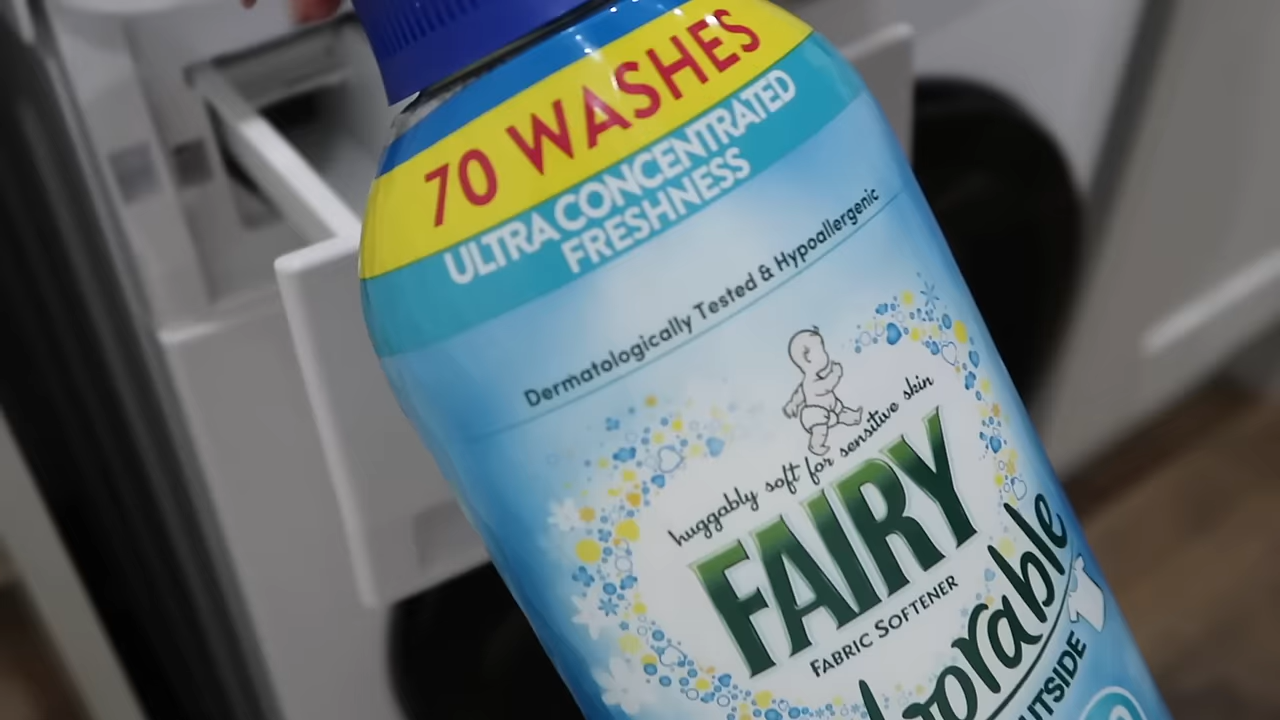 70 WASHES
ULTRA CONCENTRATED
FRESHNESS
Dermatologically Tested & Hypoallergenic
huggably soft for sensitive skin
FAIRY
FABRIC SOFTENER